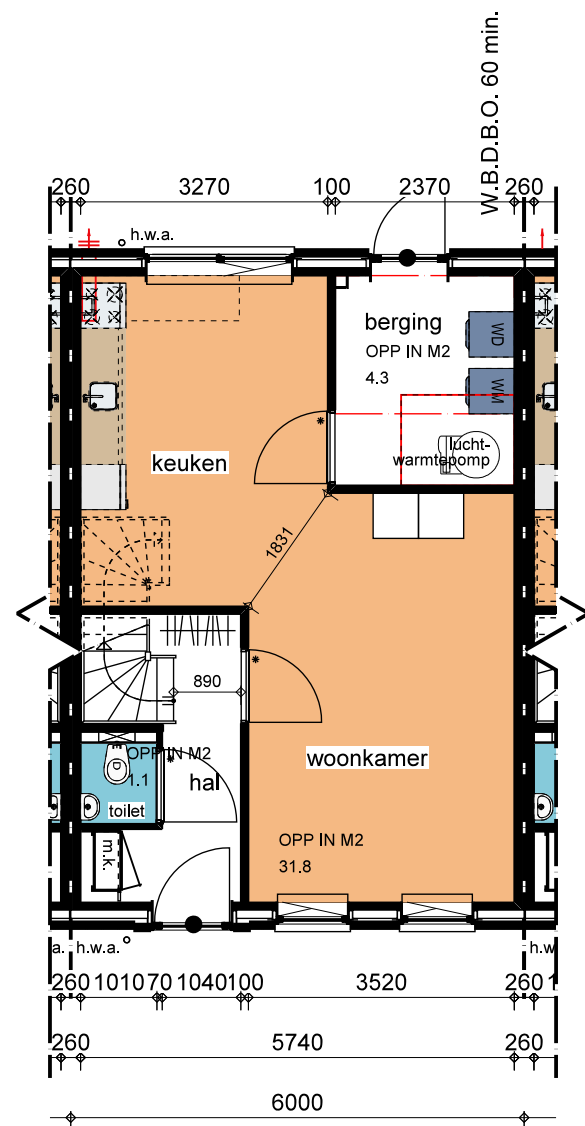 W.B.D.B.O. 60 min.
260 3270 100 2370 260
h.w.a.
berging
OPP IN M2
4.3
WD
WM
lucht-
warmtepomp
keuken
1831
890
OPP IN M2
1.1
hal
toilet
woonkamer
m.k.
OPP IN M2
31.8
a. h.w.a. h.w
260 1010 70 1040 100 3520 260 1
260 5740 260
6000